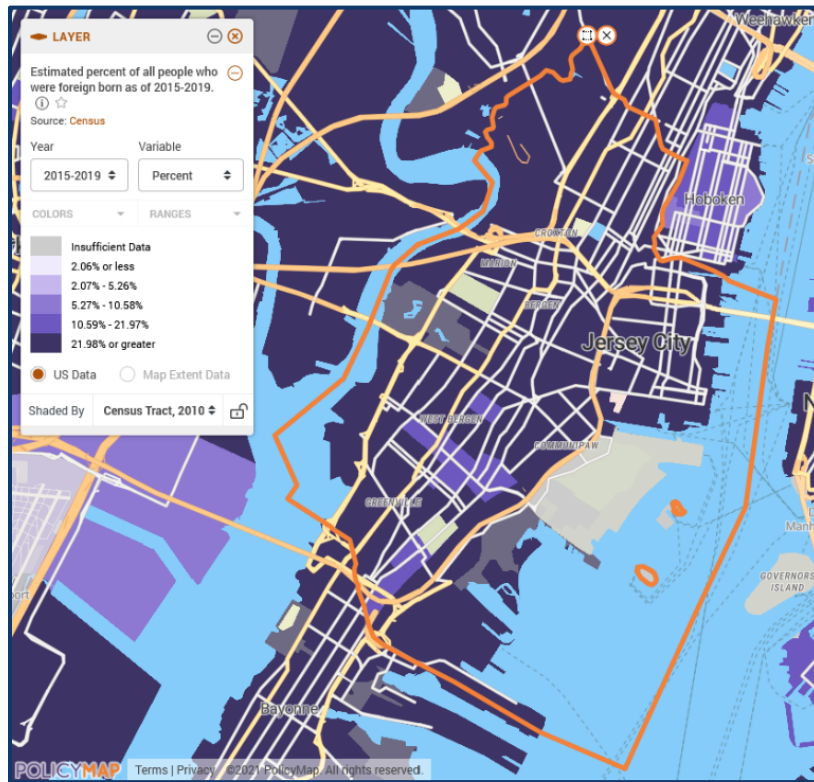 LAYER
Estimated percent of all people who
were foreign born as of 2015-2019.
Source: Census
Year
Variable
2015-2019
Percent
COLORS
RANGES
Insufficient Data
2.06% or less
2.07% - 5.26%
5.27% - 10.58%
10.59% - 21.97%
21.98% or greater
US Data
Map Extent Data
Shaded By
Census Tract, 2010
Weehawken
Hoboken
CROXTON
MARION
BERGEN
Jersey City
WEST BERGEN
COMMUNIPAW
GREENVILLE
GOVERNORS
ISLAND
Bayonne
POLICYMAP
Terms | Privacy ©2021 PolicyMap. All rights reserved.